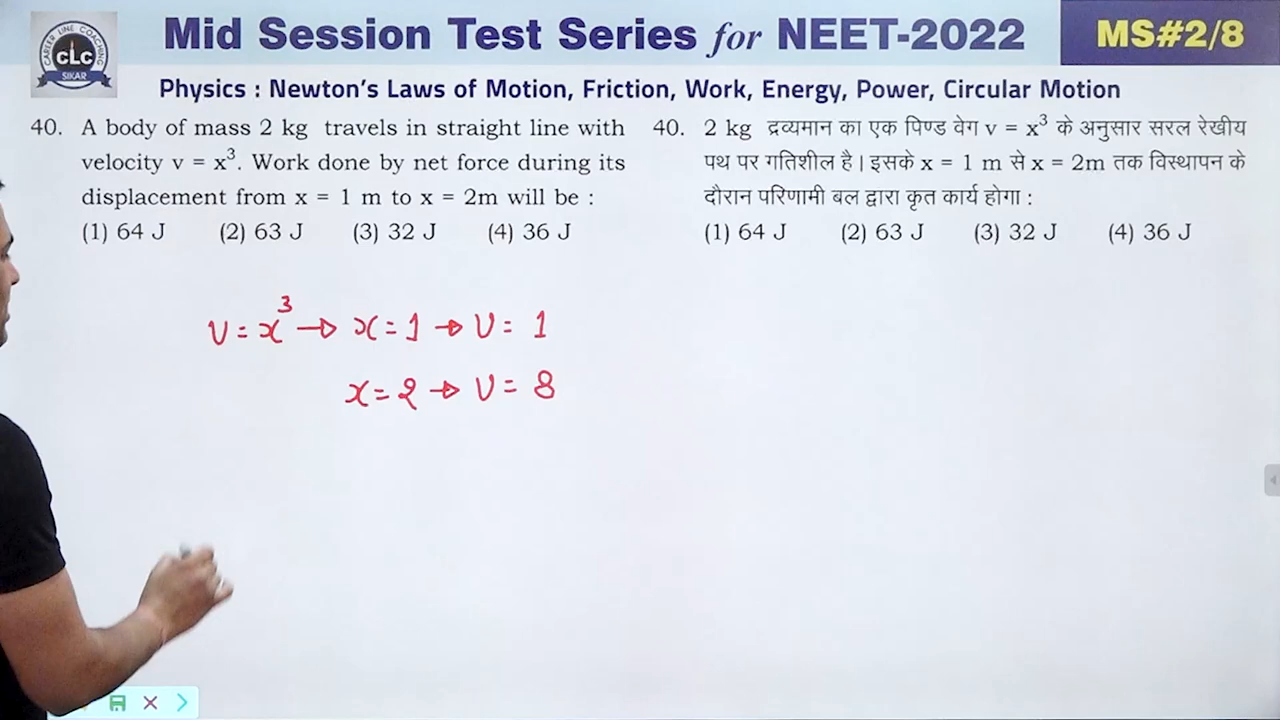 Mid Session Test Series for NEET-2022
MS#2/8
CAREER LINE COACHING
CLC
SIKAR
Physics : Newton's Laws of Motion, Friction, Work, Energy, Power, Circular Motion
40. A body of mass 2 kg travels in straight line with
velocity v = x³. Work done by net force during its
displacement from x = 1 m to x = 2m will be :
(1) 64 J (2) 63 J (3) 32 J (4) 36 J
40. 2 kg द्रव्यमान का एक पिण्ड वेग v = x³ के अनुसार सरल रेखीय
पथ पर गतिशील है। इसके x = 1 m से x = 2m तक विस्थापन के
दौरान परिणामी बल द्वारा कृत कार्य होगा :
(1) 64 J (2) 63 J (3) 32 J (4) 36 J
v = x³ → x = 1 → v = 1
x = 2 → v = 8